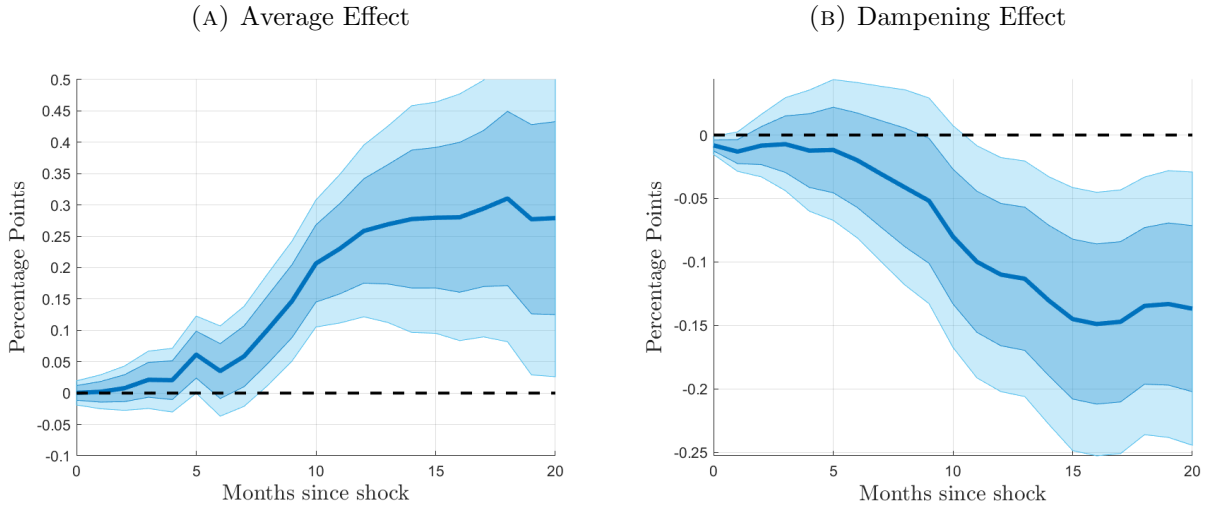 (A) Average Effect
Percentage Points
0.5
0.45
0.4
0.35
0.3
0.25
0.2
0.15
0.1
0.05
0
-0.05
-0.1
0 5 10 15 20
Months since shock
(B) Dampening Effect
Percentage Points
0
-0.05
-0.1
-0.15
-0.2
-0.25
0 5 10 15 20
Months since shock